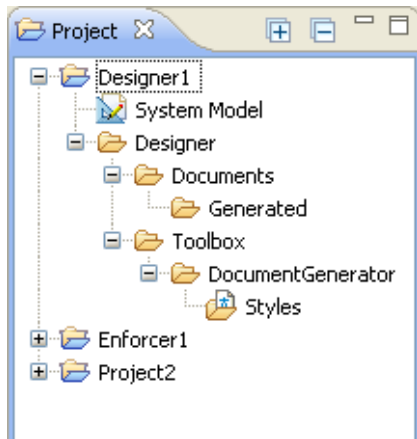 Project
Designer1
System Model
Designer
Documents
Generated
Toolbox
DocumentGenerator
Styles
Enforcer1
Project2